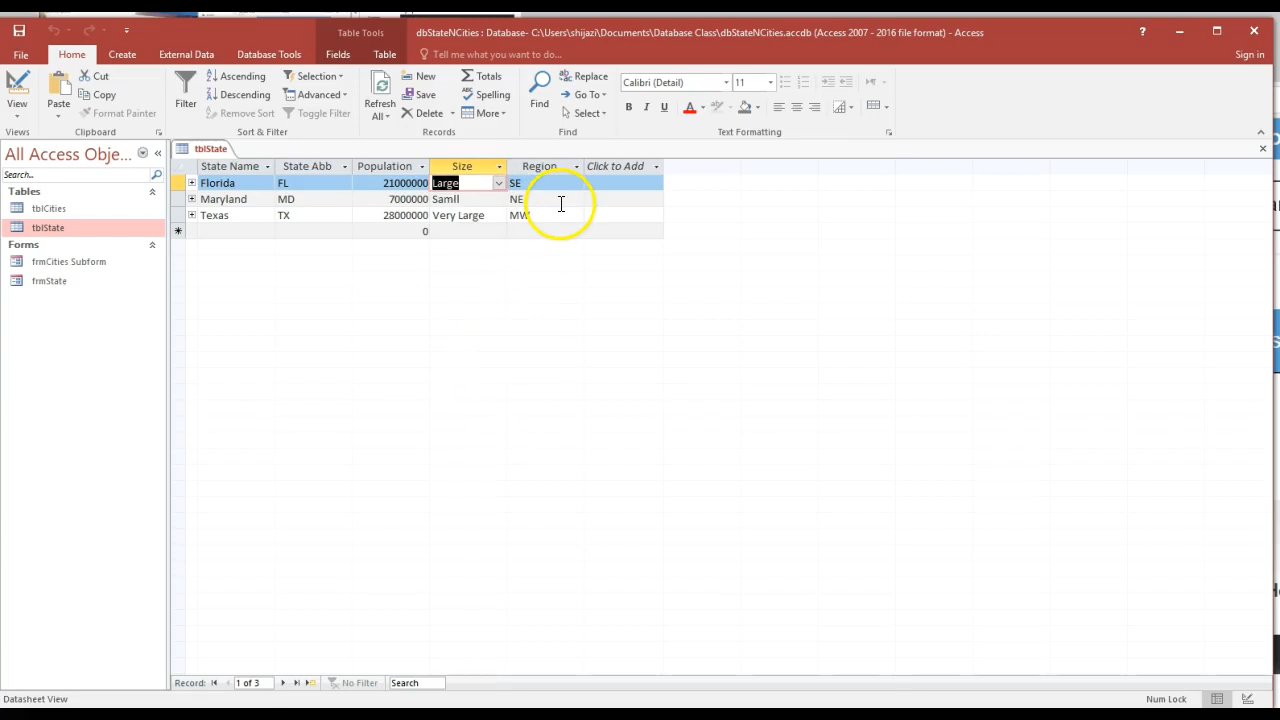 Table Tools
dbStateNCities : Database- C:\Users\shijazi\Documents\Database Class\dbStateNCities.accdb (Access 2007 - 2016 file format) - Access
?
File Home Create External Data Database Tools Fields Table Tell me what you want to do... Sign in
View
Views
Paste
Cut
Copy
Format Painter
Clipboard
Filter
Ascending
Descending
Remove Sort
Selection
Advanced
Toggle Filter
Sort & Filter
Refresh All
New
Save
Delete
Totals
Spelling
More
Records
Find
Replace
Go To
Select
Find
Calibri (Detail) 11
B I U A
Text Formatting
All Access Obje...
Search...
Tables
tblCities
tblState
Forms
frmCities Subform
frmState
tblState
State Name State Abb Population Size Region Click to Add
Florida FL 21000000 Large SE
Maryland MD 7000000 Samll NE
Texas TX 28000000 Very Large MW
0
Record: 1 of 3 No Filter Search
Datasheet View Num Lock